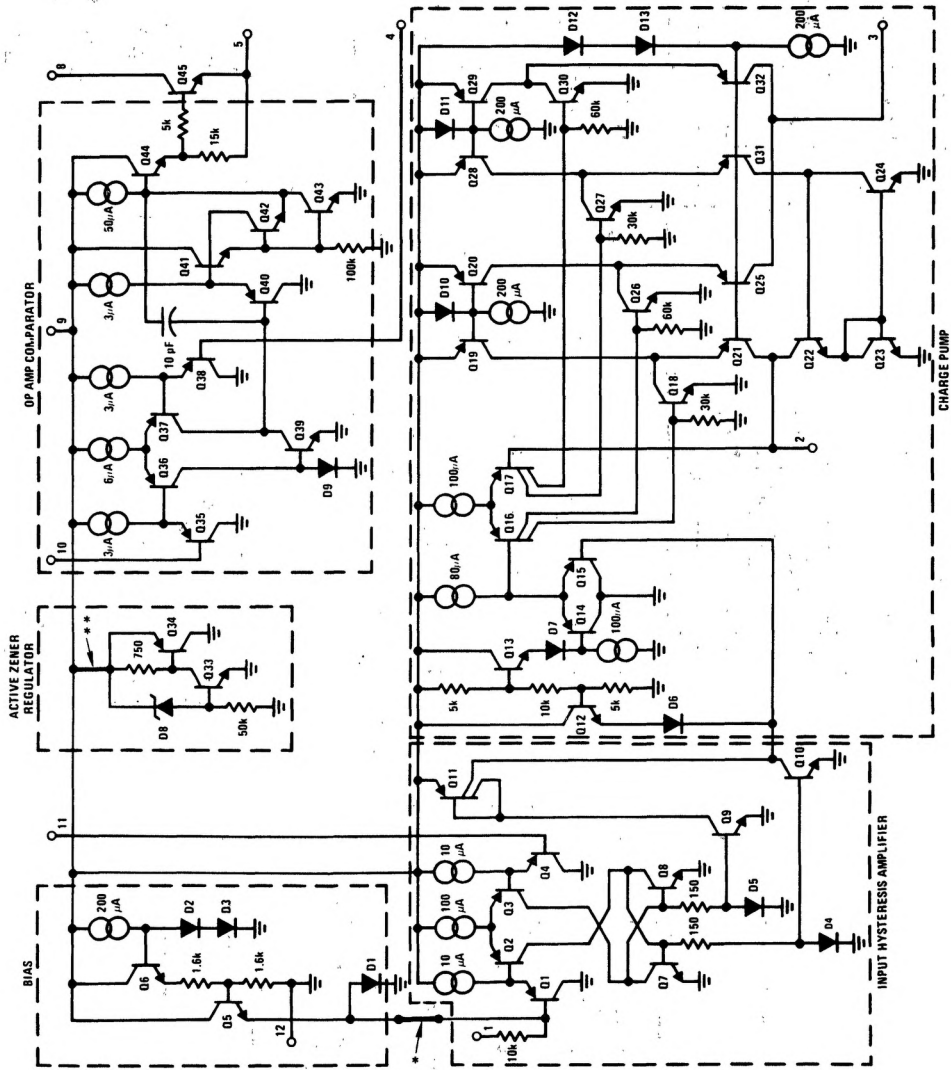 ACTIVE ZENER
REGULATOR
OP AMP COMPARATOR
BIAS
CHARGE PUMP
INPUT HYSTERESIS AMPLIFIER
8
5
4
9
10
11
12
1
2
3
*
**
200
μA
Q6
D2
D3
1.6k
1.6k
Q5
D1
10k
D8
750
Q34
Q33
50k
3μA
6μA
3μA
3μA
50μA
10 pF
Q35
Q36
Q37
Q38
Q39
D9
Q40
Q41
Q42
Q43
100k
Q44
5k
15k
Q45
10
μA
100
μA
10
μA
Q1
Q2
Q3
Q4
Q7
Q8
150
150
D4
D5
Q9
Q10
Q11
5k
10k
5k
Q12
Q13
D6
D7
100μA
Q14
Q15
80μA
100μA
Q16
Q17
Q18
30k
Q19
D10
Q20
200
μA
Q26
60k
Q21
Q25
Q22
Q23
Q24
Q27
30k
Q28
D11
Q29
200
μA
Q30
60k
Q31
Q32
D12
D13
200
μA